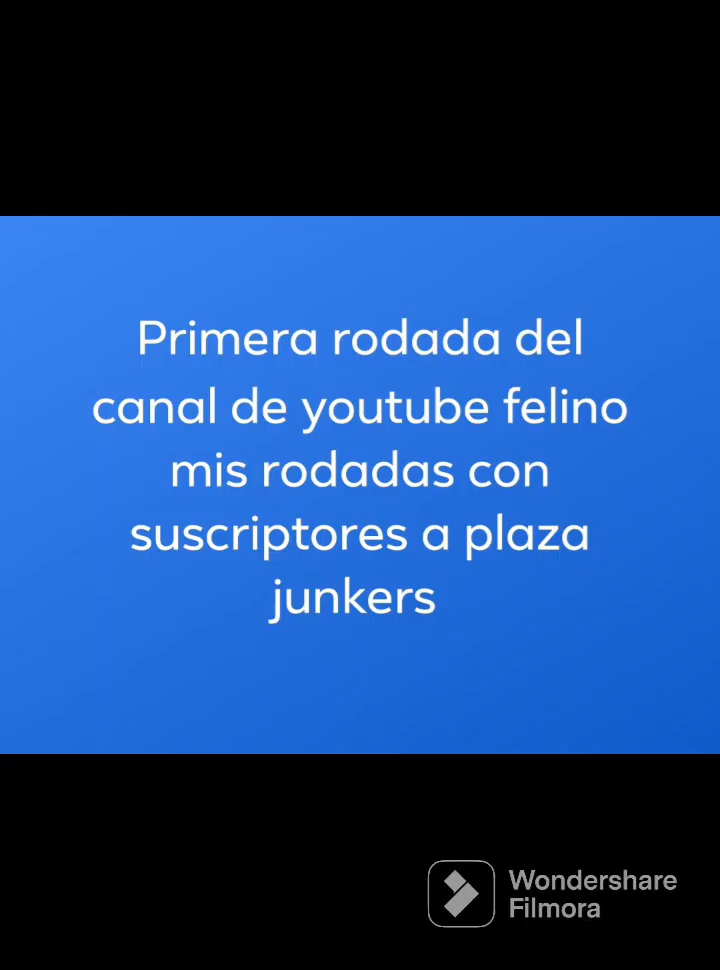 Primera rodada del
canal de youtube felino
mis rodadas con
suscriptores a plaza
junkers
Wondershare
Filmora